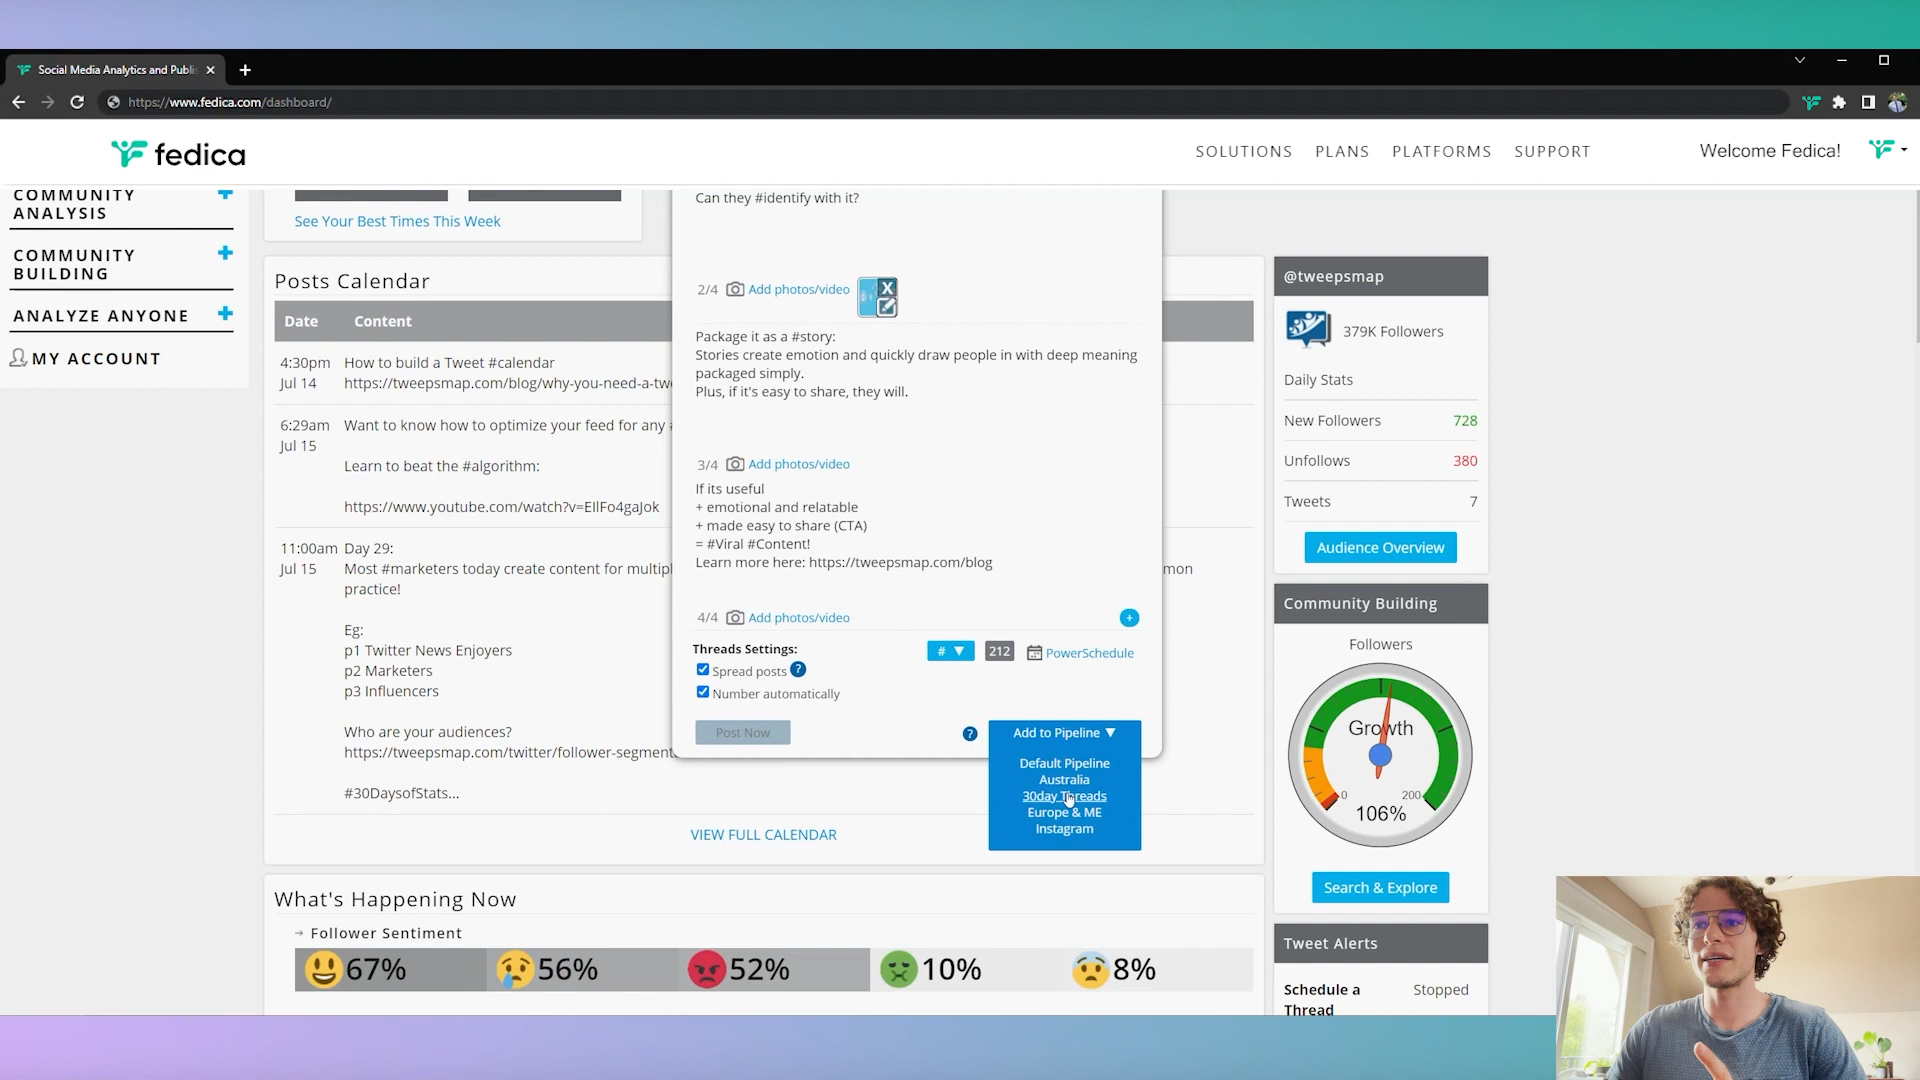 Social Media Analytics and Publi
https://www.fedica.com/dashboard/
fedica
SOLUTIONS
PLANS
PLATFORMS
SUPPORT
Welcome Fedica!
COMMUNITY
ANALYSIS
COMMUNITY
BUILDING
ANALYZE ANYONE
MY ACCOUNT
See Your Best Times This Week
Posts Calendar
Date Content
4:30pm
Jul 14
How to build a Tweet #calendar
https://tweepsmap.com/blog/why-you-need-a-twe
6:29am
Jul 15
Want to know how to optimize your feed for any
Learn to beat the #algorithm:
https://www.youtube.com/watch?v=EIlFo4gaJok
11:00am
Jul 15
Day 29:
Most #marketers today create content for multipl
mon
practice!
Eg:
p1 Twitter News Enjoyers
p2 Marketers
p3 Influencers
Who are your audiences?
https://tweepsmap.com/twitter/follower-segment
#30DaysofStats...
VIEW FULL CALENDAR
Can they #identify with it?
2/4 Add photos/video
X
Package it as a #story:
Stories create emotion and quickly draw people in with deep meaning
packaged simply.
Plus, if it's easy to share, they will.
3/4 Add photos/video
If its useful
+ emotional and relatable
+ made easy to share (CTA)
= #Viral #Content!
Learn more here: https://tweepsmap.com/blog
4/4 Add photos/video
+
Threads Settings:
# ▼ 212 PowerSchedule
Spread posts ?
Number automatically
Post Now
?
Add to Pipeline ▼
Default Pipeline
Australia
30day Threads
Europe & ME
Instagram
What's Happening Now
→ Follower Sentiment
67% 56% 52% 10% 8%
@tweepsmap
379K Followers
Daily Stats
New Followers 728
Unfollows 380
Tweets 7
Audience Overview
Community Building
Followers
Growth
0 200
106%
Search & Explore
Tweet Alerts
Schedule a
Thread
Stopped